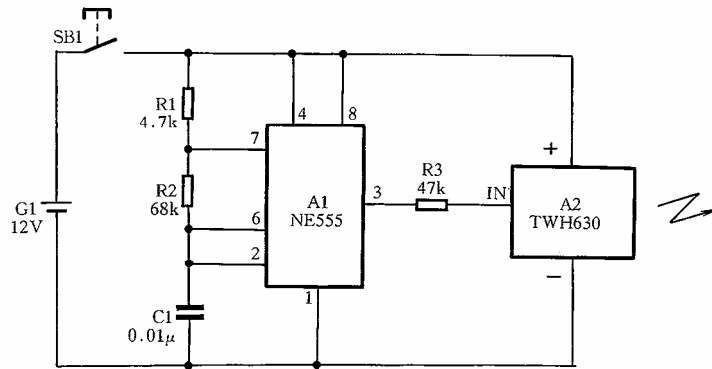 SB1
R1
4.7k
4
8
7
R2
68k
A1
NE555
3
R3
47k
IN
+
A2
TWH630
G1
12V
6
2
1
C1
0.01μ
−